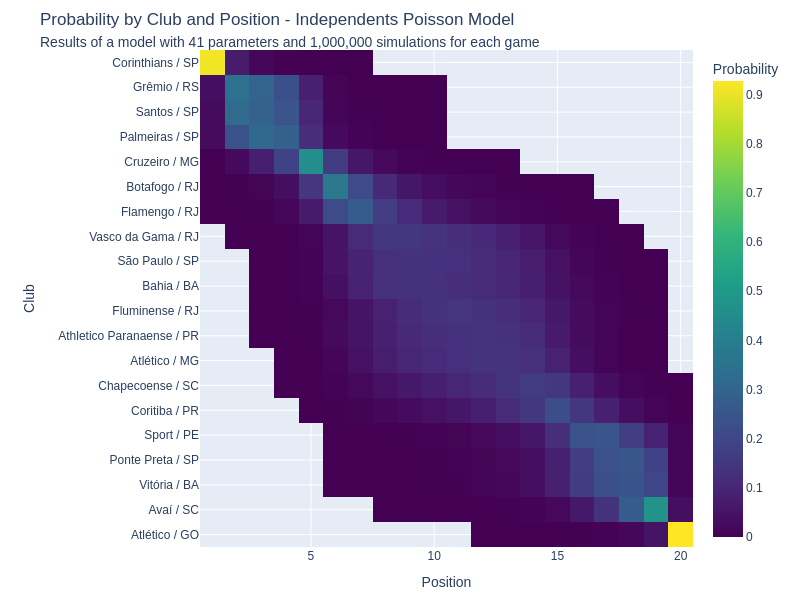 Probability by Club and Position - Independents Poisson Model
Results of a model with 41 parameters and 1,000,000 simulations for each game
Probability
Club
Corinthians / SP
Grêmio / RS
Santos / SP
Palmeiras / SP
Cruzeiro / MG
Botafogo / RJ
Flamengo / RJ
Vasco da Gama / RJ
São Paulo / SP
Bahia / BA
Fluminense / RJ
Athletico Paranaense / PR
Atlético / MG
Chapecoense / SC
Coritiba / PR
Sport / PE
Ponte Preta / SP
Vitória / BA
Avaí / SC
Atlético / GO
0.9
0.8
0.7
0.6
0.5
0.4
0.3
0.2
0.1
0
5 10 15 20
Position